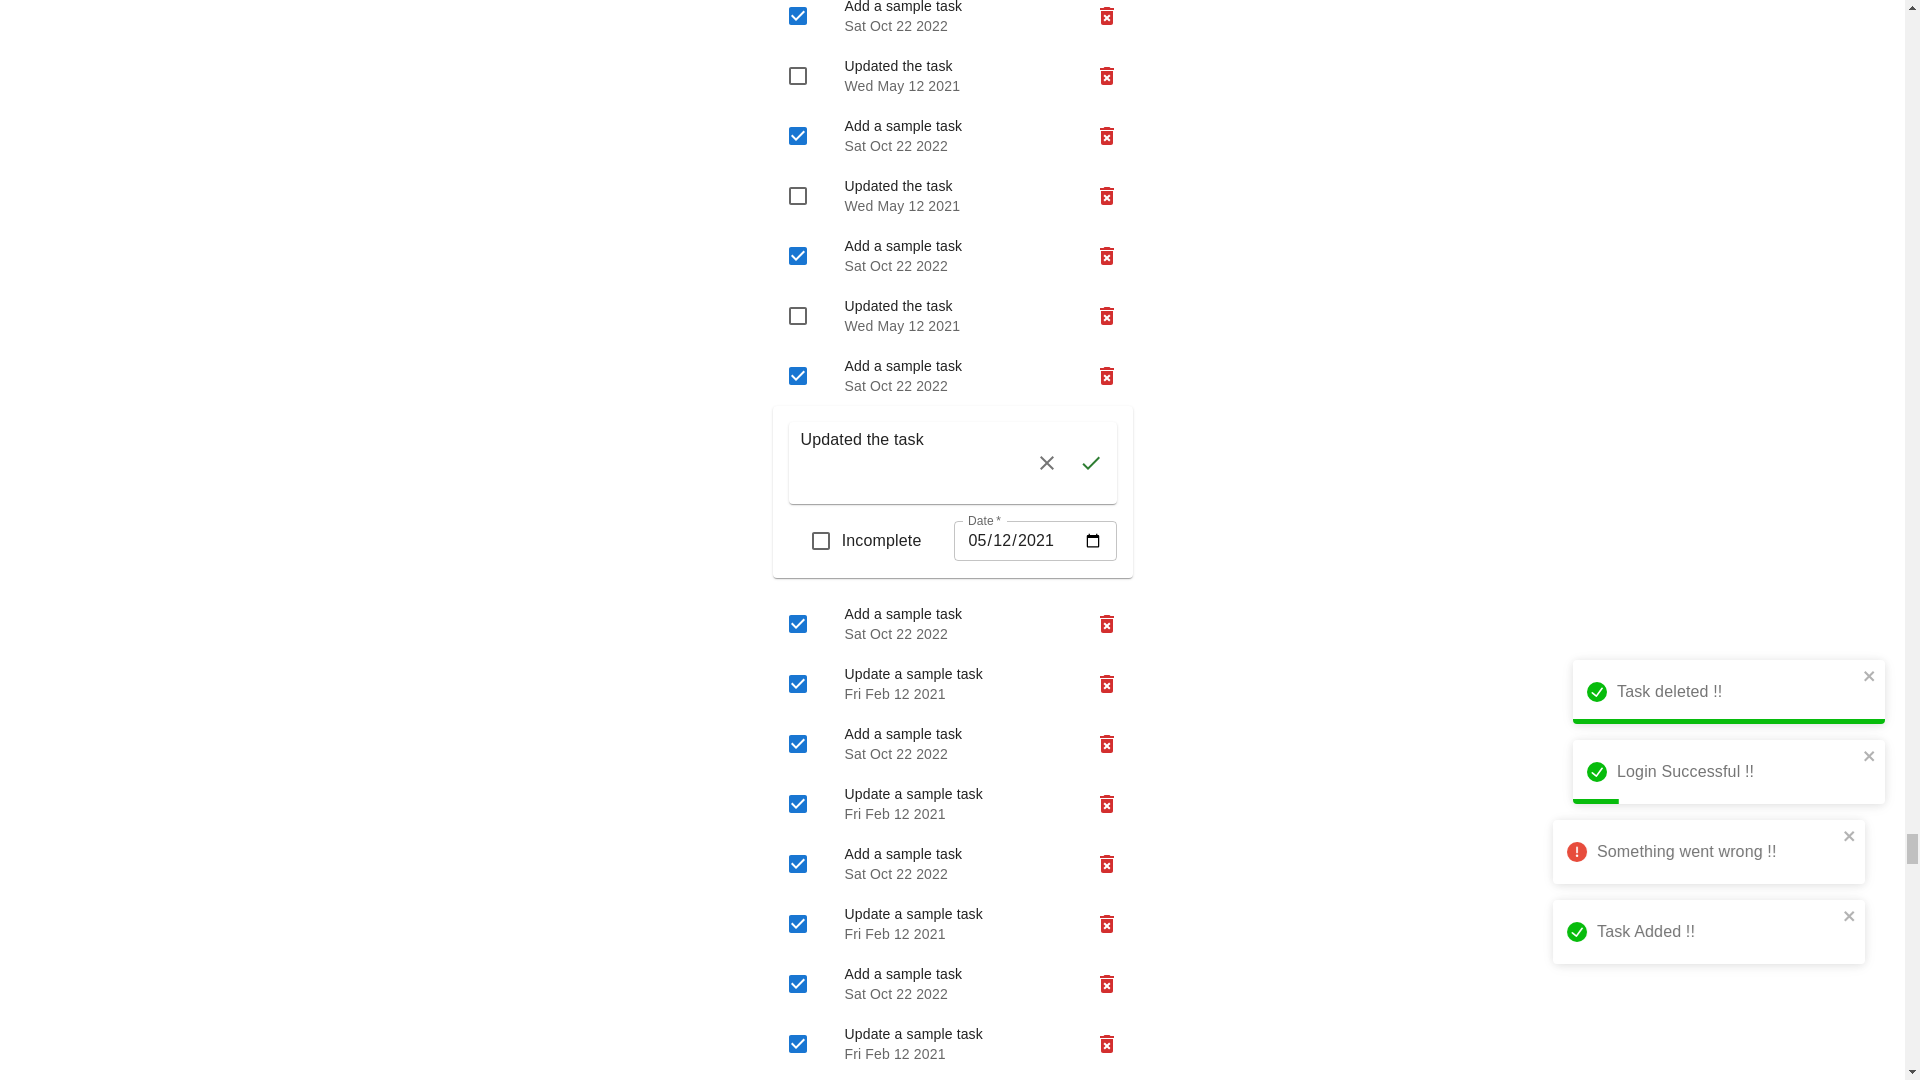 Add a sample task
Sat Oct 22 2022
Updated the task
Wed May 12 2021
Add a sample task
Sat Oct 22 2022
Updated the task
Wed May 12 2021
Add a sample task
Sat Oct 22 2022
Updated the task
Wed May 12 2021
Add a sample task
Sat Oct 22 2022
Updated the task
Date *
Incomplete
05/12/2021
Add a sample task
Sat Oct 22 2022
Update a sample task
Fri Feb 12 2021
Add a sample task
Sat Oct 22 2022
Update a sample task
Fri Feb 12 2021
Add a sample task
Sat Oct 22 2022
Update a sample task
Fri Feb 12 2021
Add a sample task
Sat Oct 22 2022
Update a sample task
Fri Feb 12 2021
Task deleted !!
Login Successful !!
Something went wrong !!
Task Added !!